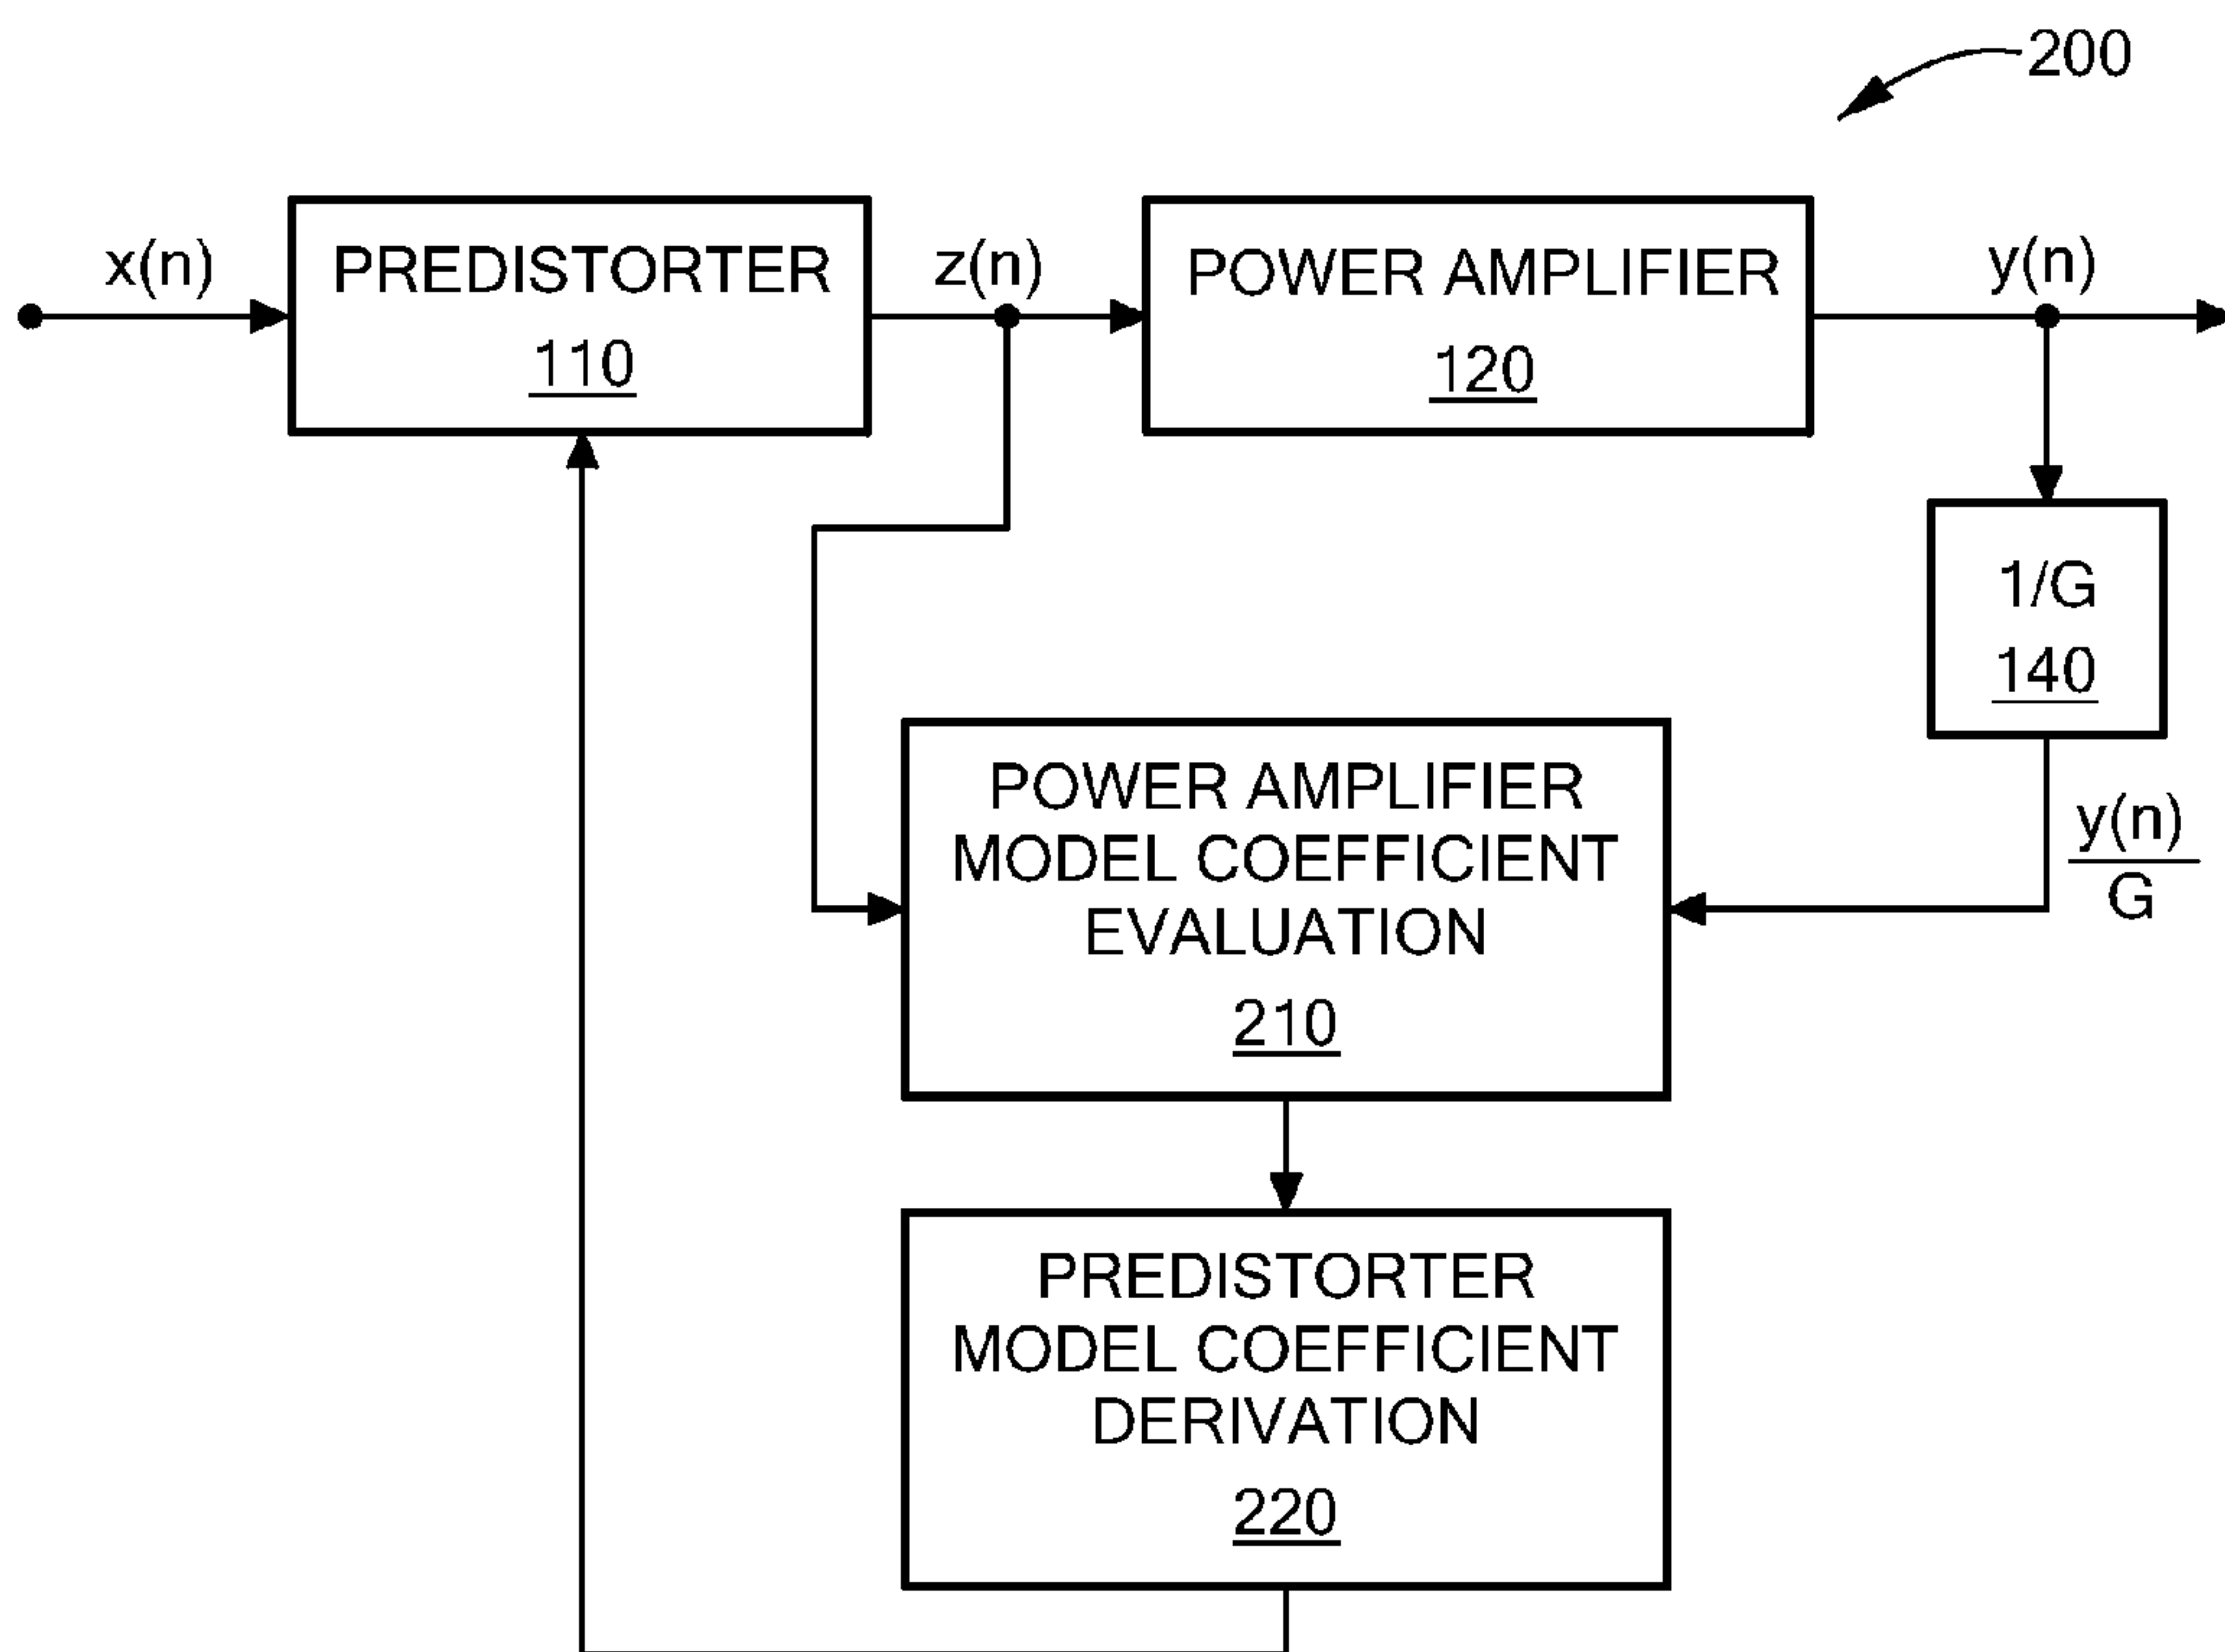 200
x(n)
PREDISTORTER
110
z(n)
POWER AMPLIFIER
120
y(n)
1/G
140
y(n)
G
POWER AMPLIFIER
MODEL COEFFICIENT
EVALUATION
210
PREDISTORTER
MODEL COEFFICIENT
DERIVATION
220